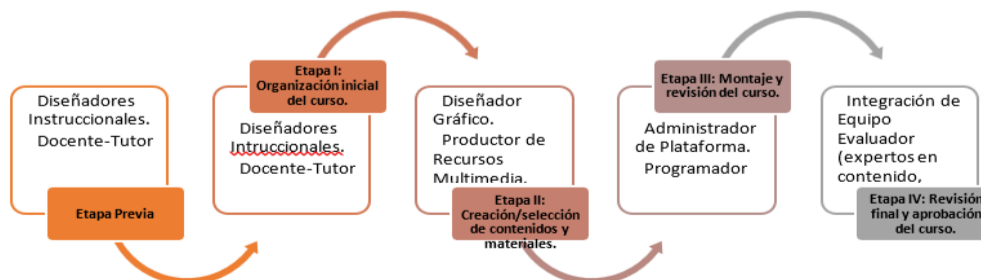 Diseñadores
Instruccionales.
Docente-Tutor
Etapa Previa
Etapa I:
Organización inicial
del curso.
Diseñadores
Intruccionales.
Docente-Tutor
Diseñador
Gráfico.
Productor de
Recursos
Multimedia.
Etapa II:
Creación/selección
de contenidos y
materiales.
Etapa III: Montaje y
revisión del curso.
Administrador
de Plataforma.
Programador
Integración de
Equipo
Evaluador
(expertos en
contenido,
Etapa IV: Revisión
final y aprobación
del curso.